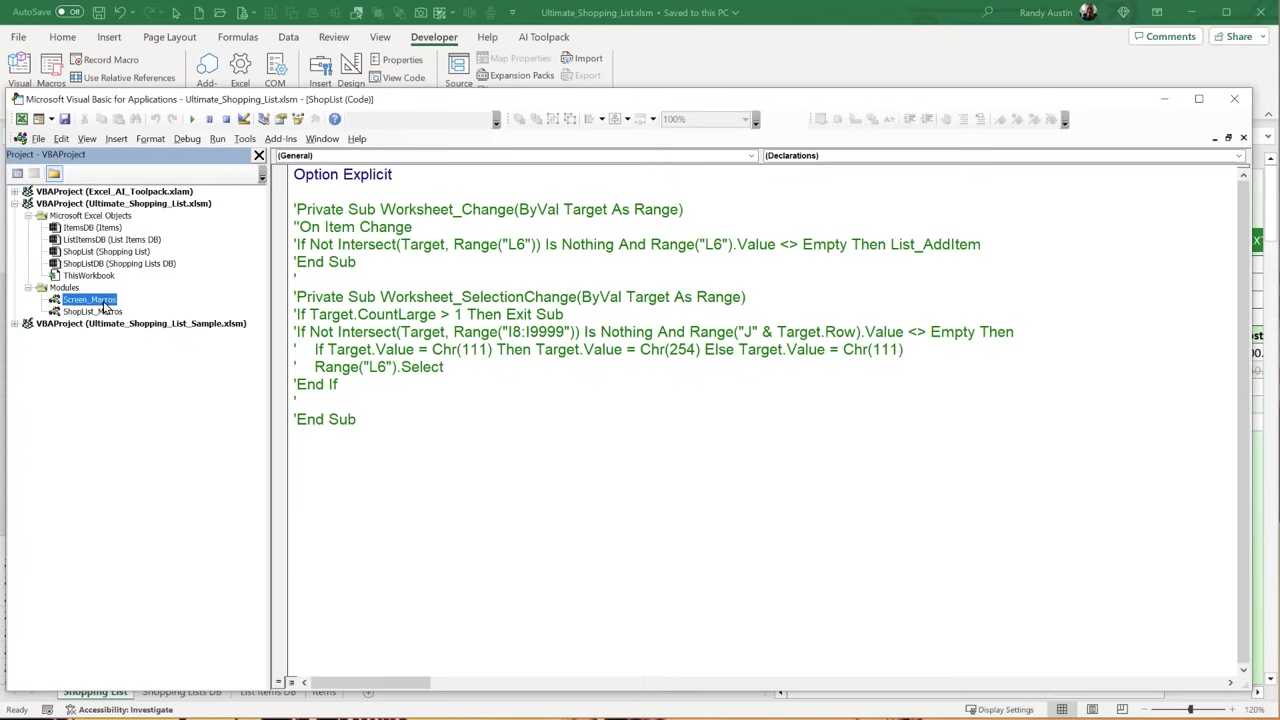 AutoSave Off Ultimate_Shopping_List.xlsm - Saved to this PC Randy Austin
File Home Insert Page Layout Formulas Data Review View Developer Help AI Toolpack Comments Share
Record Macro Properties Map Properties Import
Use Relative References View Code Expansion Packs Export
Visual Macros Add- Excel COM Insert Design Source
Microsoft Visual Basic for Applications - Ultimate_Shopping_List.xlsm - [ShopList (Code)]
100%
File Edit View Insert Format Debug Run Tools Add-Ins Window Help
Project - VBAProject
(General) (Declarations)
VBAProject (Excel_AI_Toolpack.xlam)
VBAProject (Ultimate_Shopping_List.xlsm)
Microsoft Excel Objects
ItemsDB (Items)
ListItemsDB (List Items DB)
ShopList (Shopping List)
ShopListDB (Shopping Lists DB)
ThisWorkbook
Modules
Screen_Macros
ShopList_Macros
VBAProject (Ultimate_Shopping_List_Sample.xlsm)
Option Explicit
'Private Sub Worksheet_Change(ByVal Target As Range)
''On Item Change
'If Not Intersect(Target, Range("L6")) Is Nothing And Range("L6").Value <> Empty Then List_AddItem
'End Sub
'
'Private Sub Worksheet_SelectionChange(ByVal Target As Range)
'If Target.CountLarge > 1 Then Exit Sub
'If Not Intersect(Target, Range("I8:I9999")) Is Nothing And Range("J" & Target.Row).Value <> Empty Then
' If Target.Value = Chr(111) Then Target.Value = Chr(254) Else Target.Value = Chr(111)
' Range("L6").Select
'End If
'
'End Sub
Shopping List Shopping Lists DB List Items DB Items
Ready Accessibility: Investigate Display Settings 120%